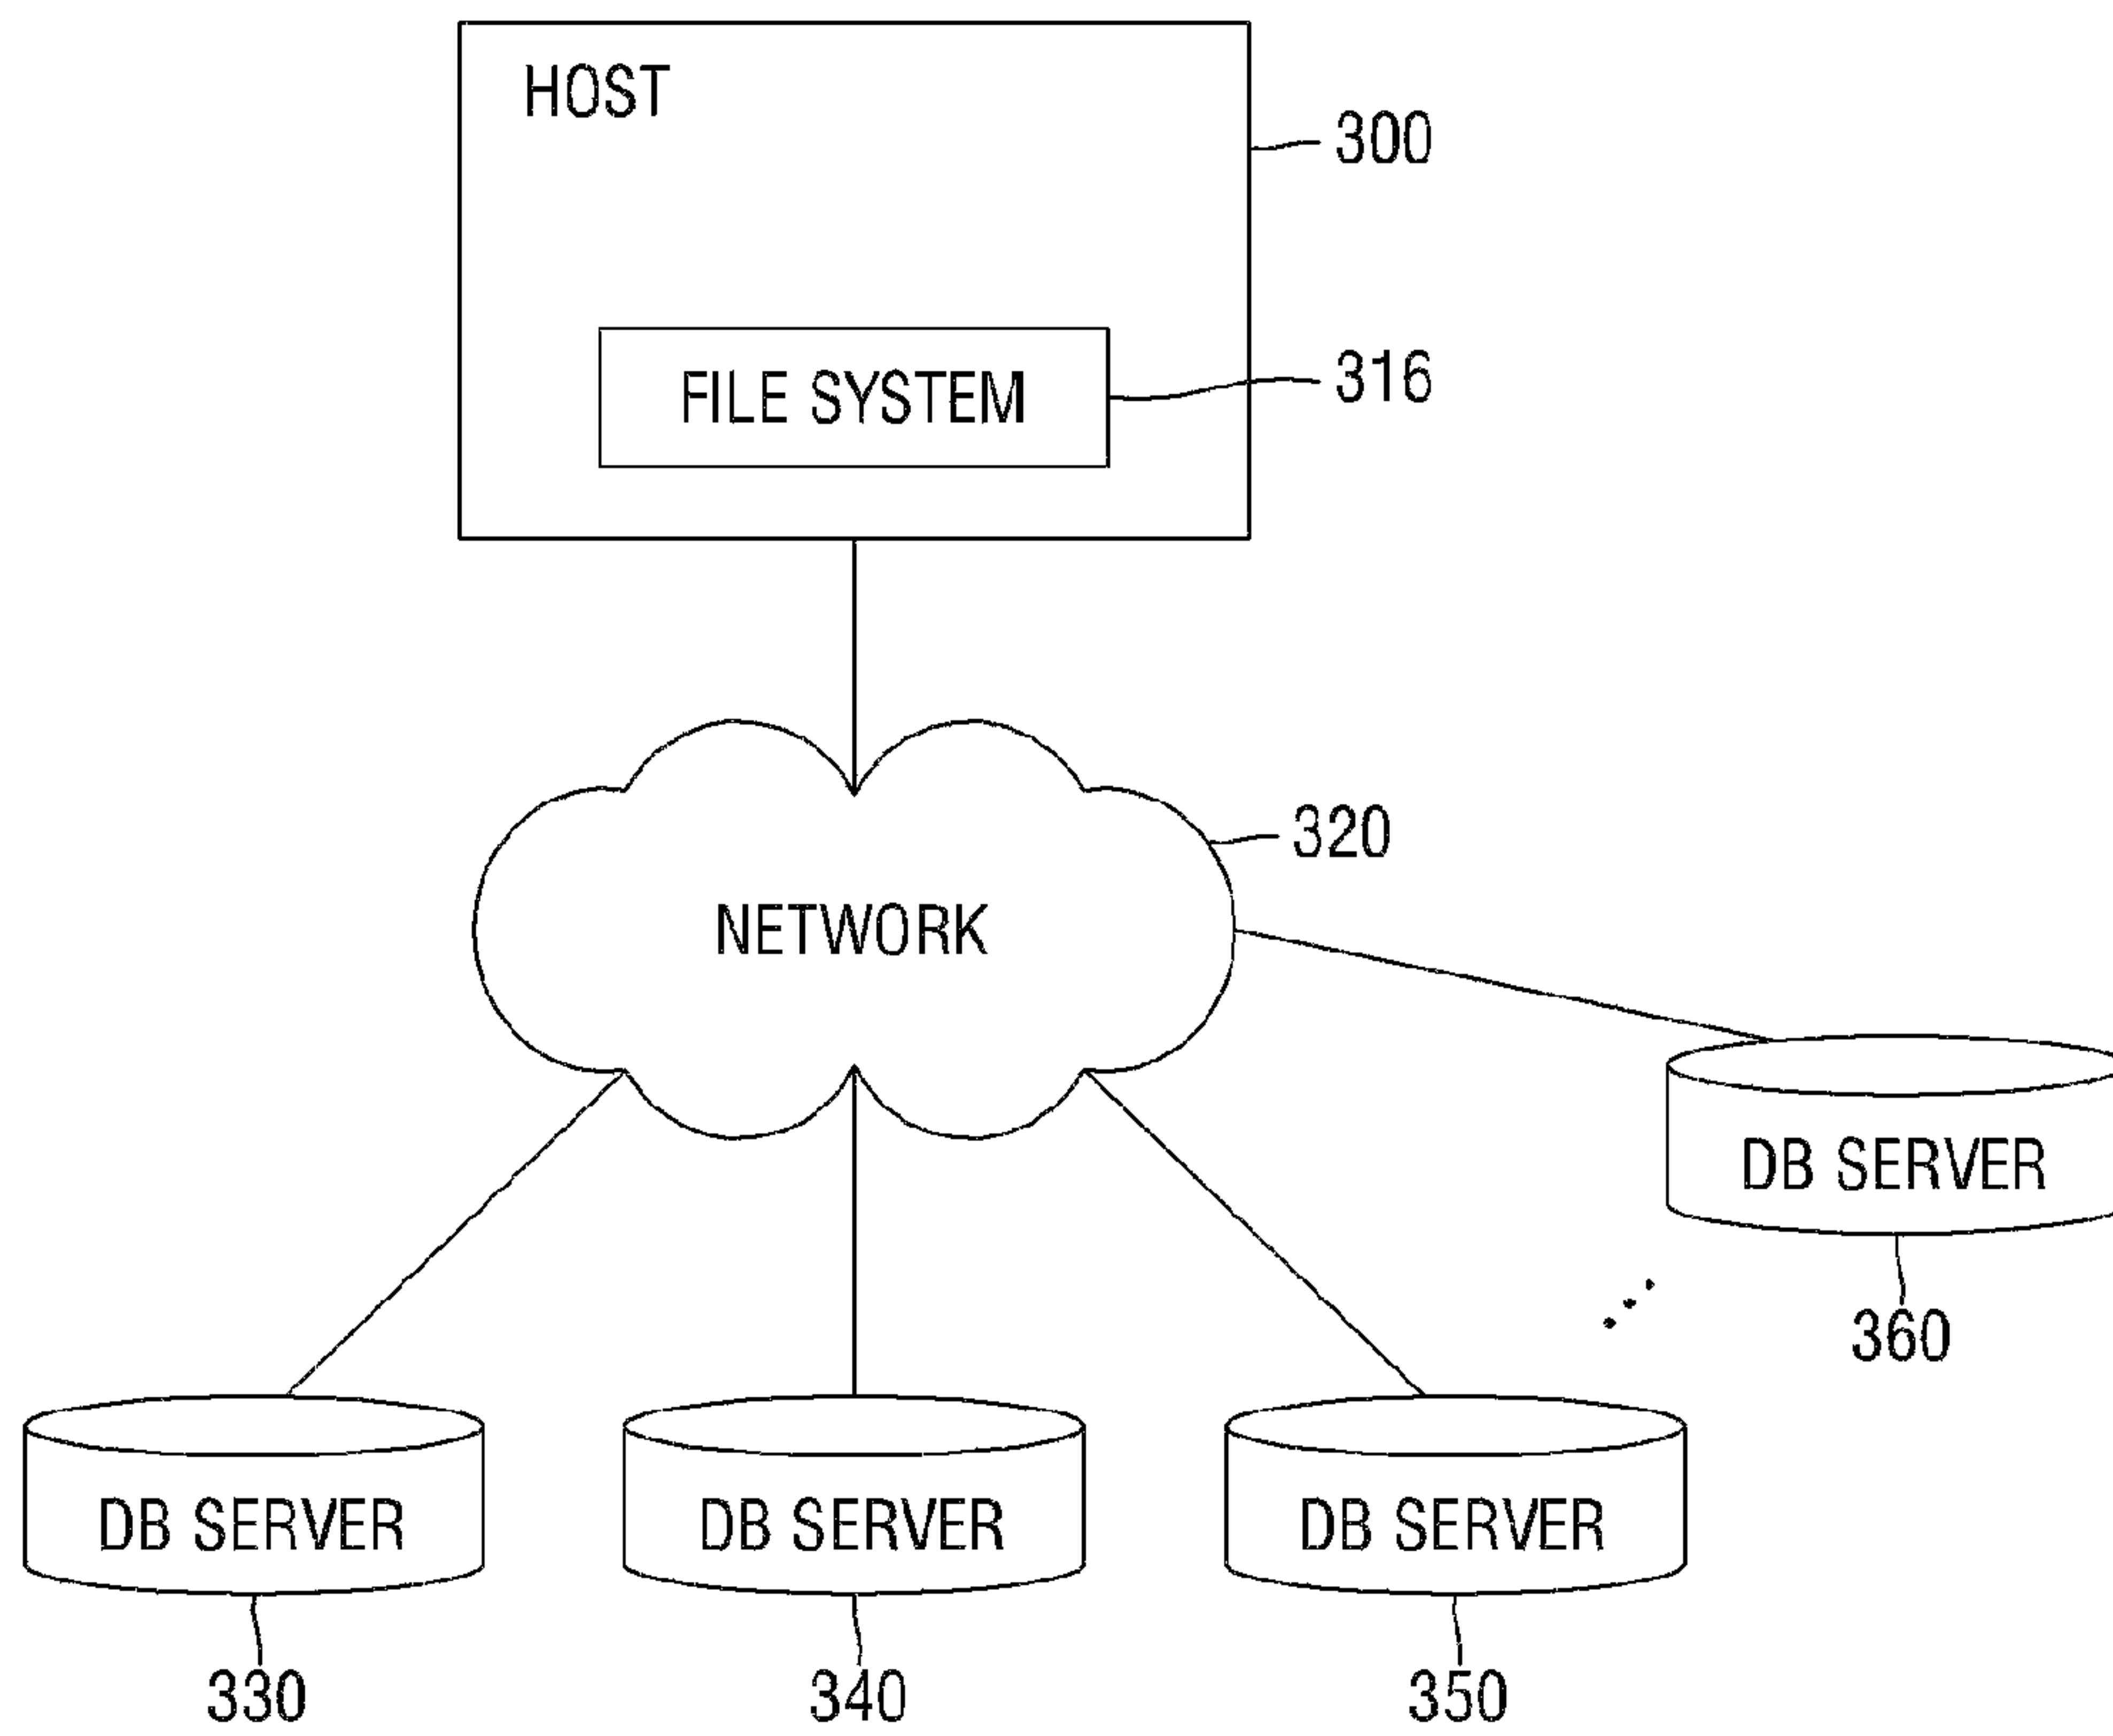 HOST
300
FILE SYSTEM
316
320
NETWORK
DB SERVER
360
DB SERVER
DB SERVER
DB SERVER
330
340
350